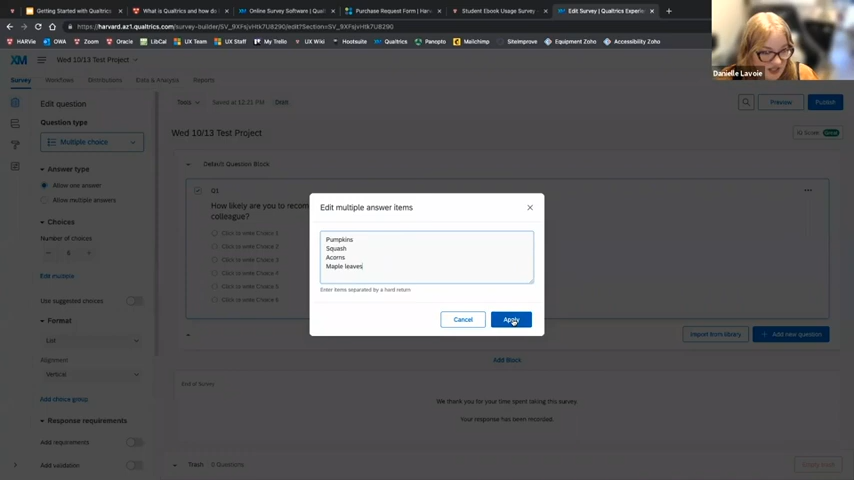 Getting Started with Qualtrics
What is Qualtrics and how do
Online Survey Software
Purchase Request Form
Student Ebook Usage Survey
Edit Survey | Qualtrics Experie
harvard.az1.qualtrics.com/survey-builder/
HARVie
OWA
Zoom
Oracle
LibCal
UX Team
UX Staff
My Trello
UX Wiki
Hootsuite
Qualtrics
Panopto
Mailchimp
SiteImprove
Equipment Zoho
Accessibility Zoho
XM
Wed 10/13 Test Project
Survey
Workflows
Distributions
Data & Analysis
Reports
Danielle Lavoie
Edit question
Question type
Multiple choice
Answer type
Allow one answer
Allow multiple answers
Choices
Number of choices
6
Edit multiple
Use suggested choices
Format
List
Alignment
Vertical
Add choice group
Response requirements
Add requirements
Add validation
Tools
Saved at 12:21 PM
Draft
Preview
Publish
Wed 10/13 Test Project
Default Question Block
Q1
How likely are you to recom
colleague?
Click to write Choice 1
Click to write Choice
Click to write Choice
Click to write Choice
Click to write Choice
Click to write Choice 6
Edit multiple answer items
Pumpkins
Squash
Acorns
Maple leaves
Enter items separated by a hard return
Cancel
Apply
Import from library
Add new question
Add Block
End of Survey
We thank you for your time spent taking this survey.
Your response has been recorded.
Trash
0 Questions
Empty trash